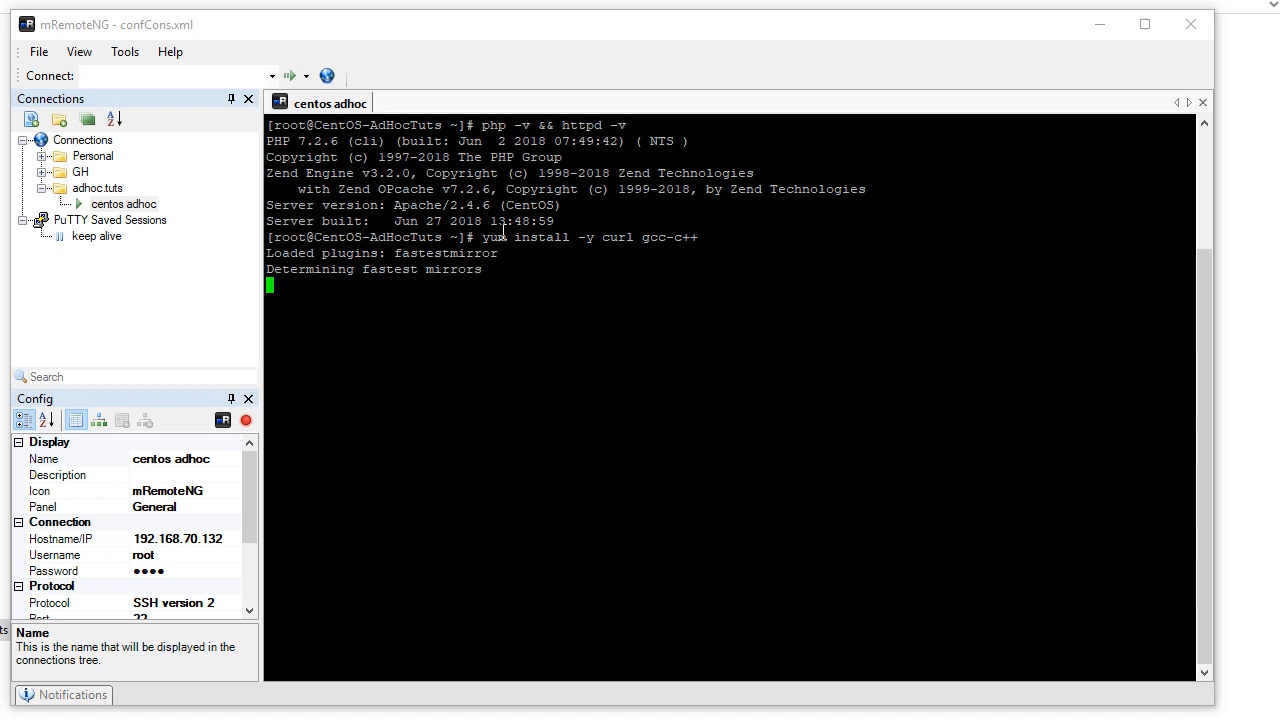 mRemoteNG - confCons.xml
File View Tools Help
Connect:
Connections
centos adhoc
Connections
Personal
GH
adhoc.tuts
centos adhoc
PuTTY Saved Sessions
keep alive
Search
Config
Display
Name centos adhoc
Description
Icon mRemoteNG
Panel General
Connection
Hostname/IP 192.168.70.132
Username root
Password ●●●●
Protocol
Protocol SSH version 2
Port 22
Name
This is the name that will be displayed in the
connections tree.
Notifications
ts
[root@CentOS-AdHocTuts ~]# php -v && httpd -v
PHP 7.2.6 (cli) (built: Jun  2 2018 07:49:42) ( NTS )
Copyright (c) 1997-2018 The PHP Group
Zend Engine v3.2.0, Copyright (c) 1998-2018 Zend Technologies
    with Zend OPcache v7.2.6, Copyright (c) 1999-2018, by Zend Technologies
Server version: Apache/2.4.6 (CentOS)
Server built:   Jun 27 2018 13:48:59
[root@CentOS-AdHocTuts ~]# yum install -y curl gcc-c++
Loaded plugins: fastestmirror
Determining fastest mirrors